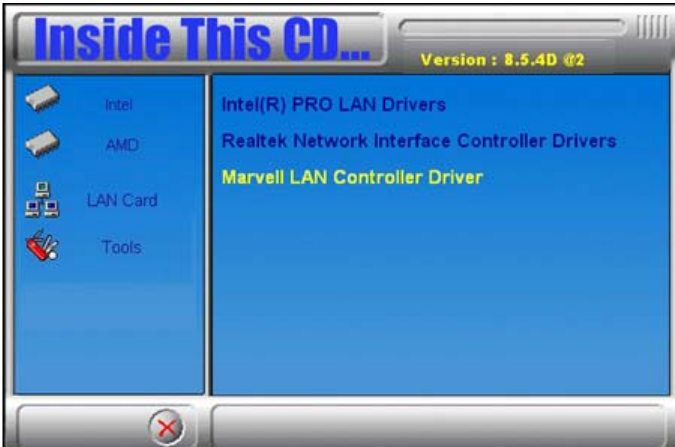 Inside This CD...
Version : 8.5.4D @2
Intel
AMD
LAN Card
Tools
Intel(R) PRO LAN Drivers
Realtek Network Interface Controller Drivers
Marvell LAN Controller Driver